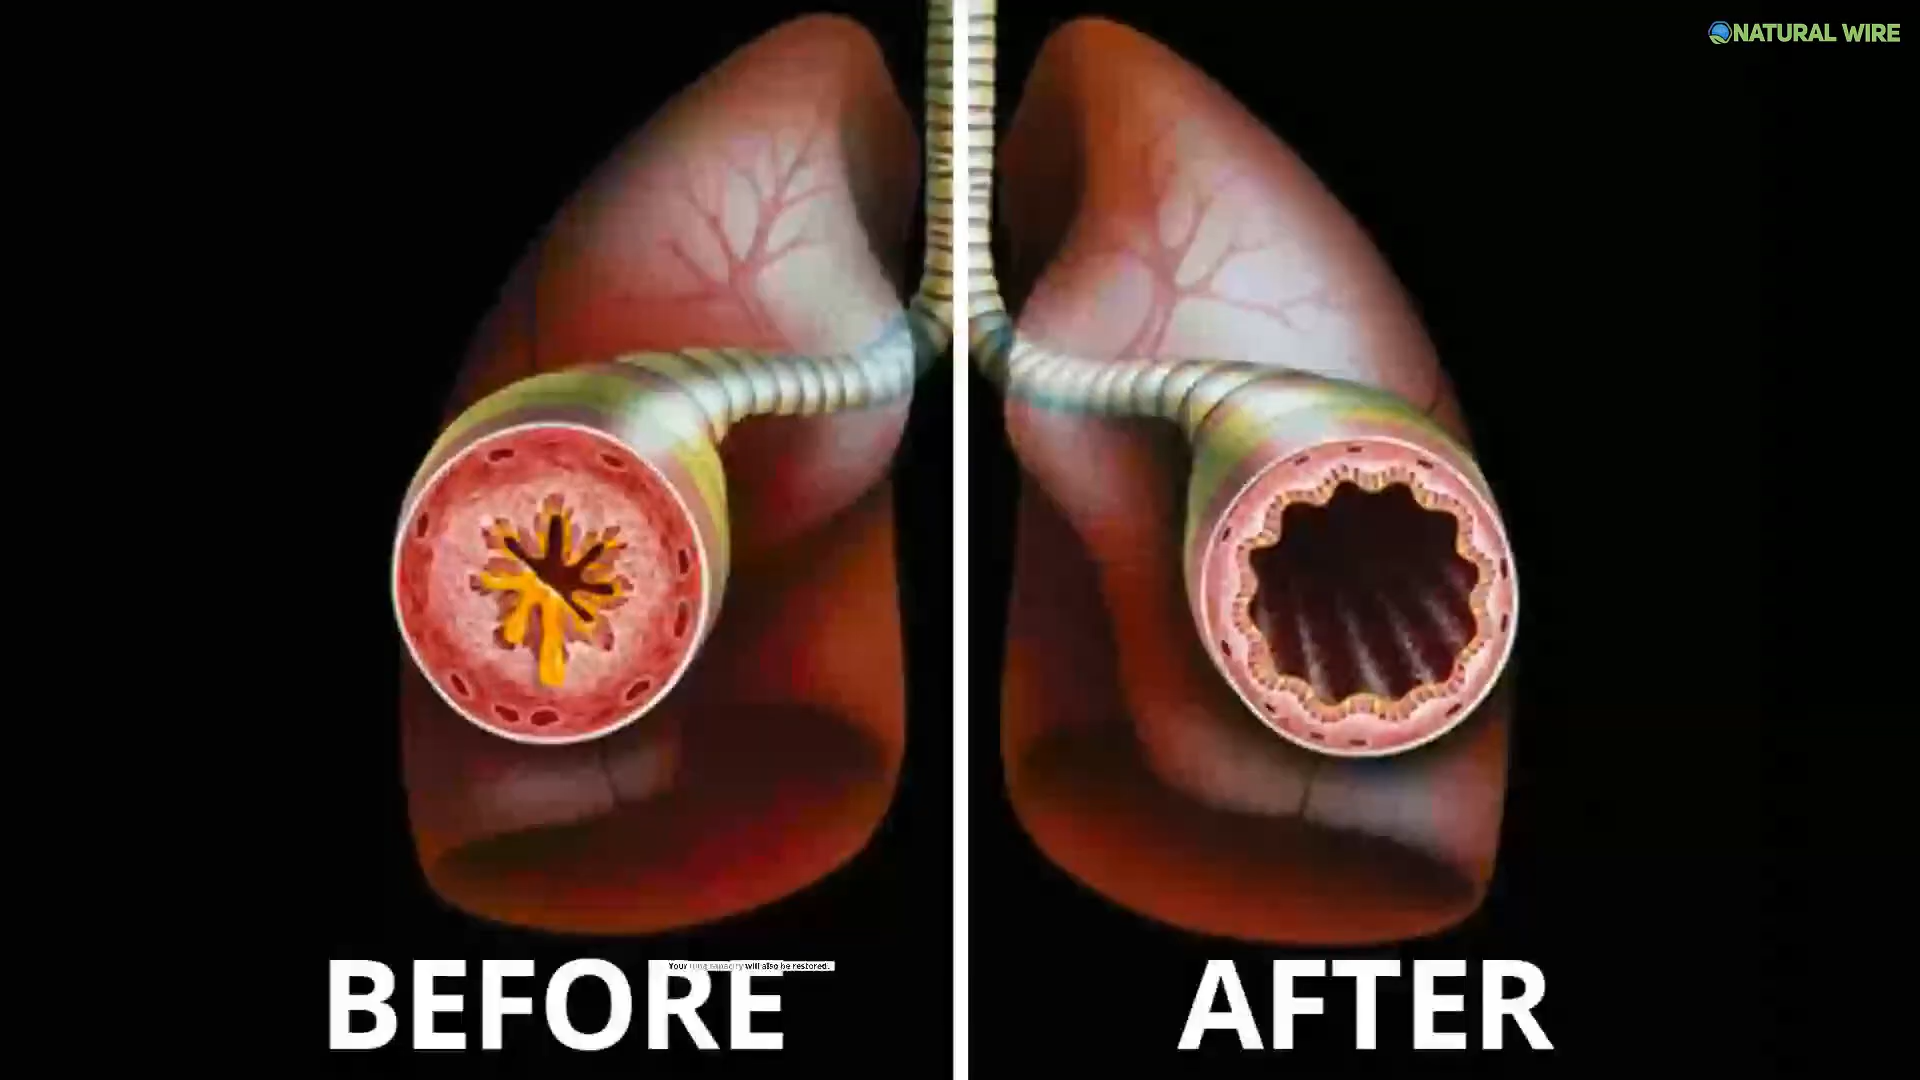 NATURAL WIRE
Your lung capacity will also be restored.
BEFORE
AFTER